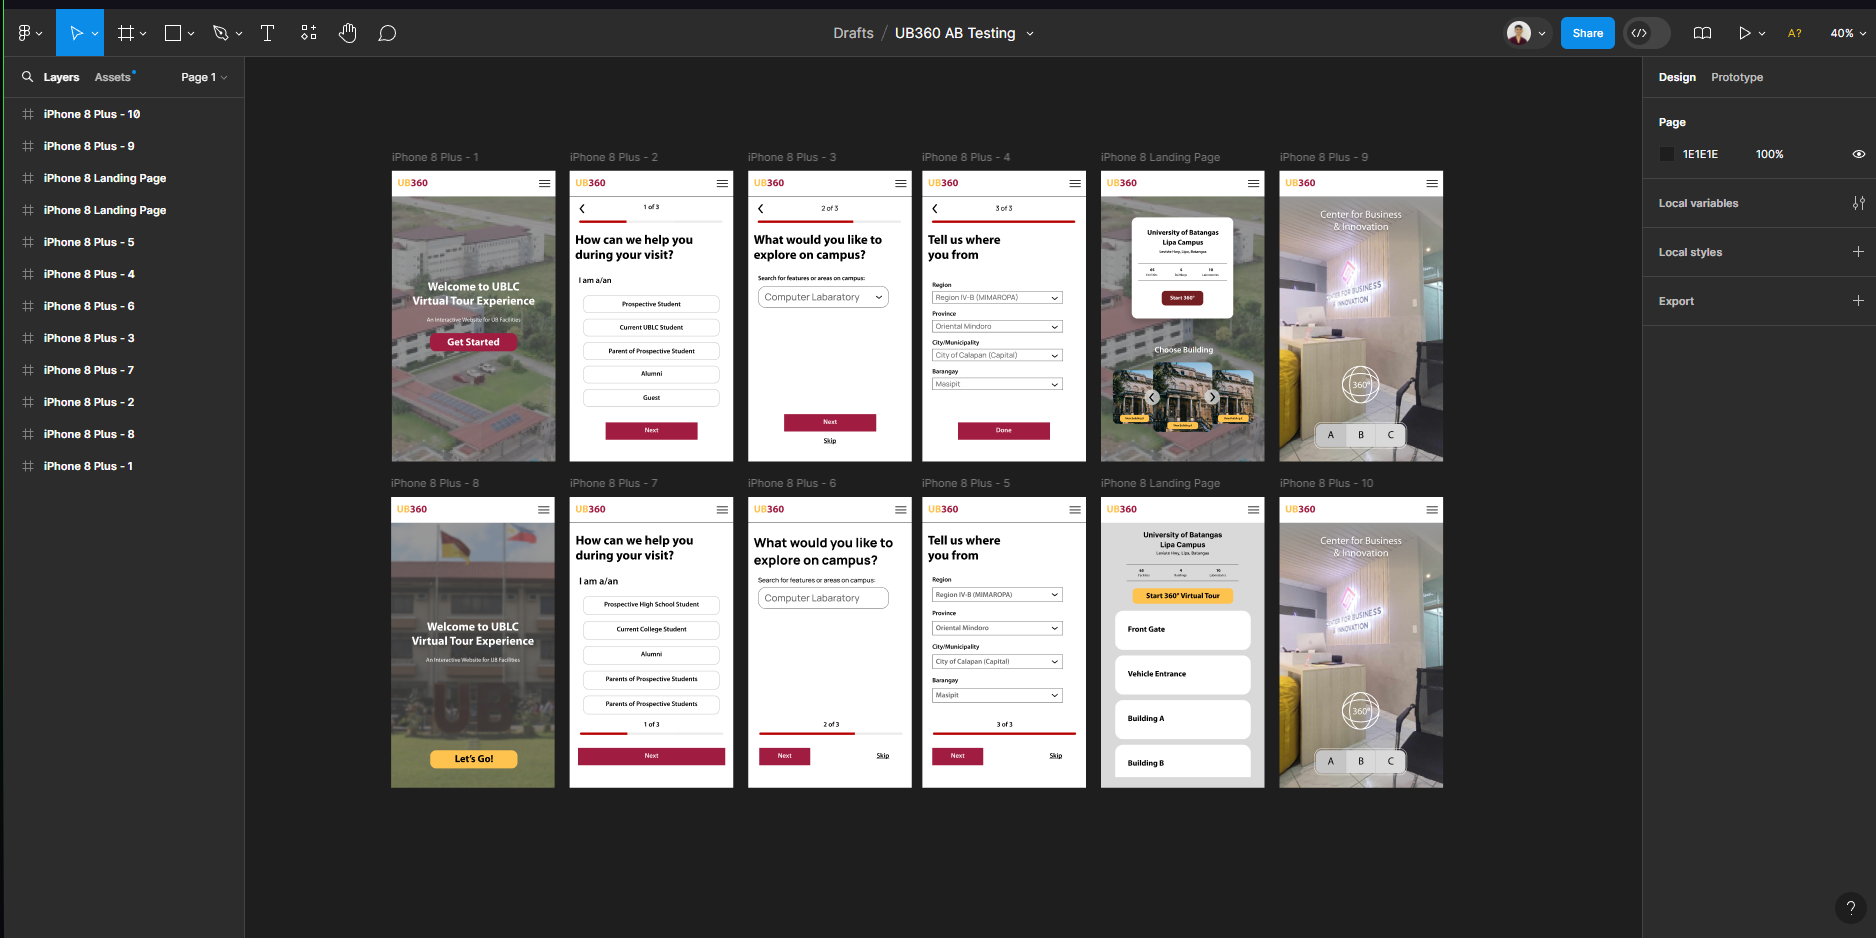 Drafts / UB360 AB Testing
Share
A?
40%
Layers
Assets
Page 1
Design
Prototype
iPhone 8 Plus - 10
iPhone 8 Plus - 9
iPhone 8 Landing Page
iPhone 8 Landing Page
iPhone 8 Plus - 5
iPhone 8 Plus - 4
iPhone 8 Plus - 6
iPhone 8 Plus - 3
iPhone 8 Plus - 7
iPhone 8 Plus - 2
iPhone 8 Plus - 8
iPhone 8 Plus - 1
Page
1E1E1E 100%
Local variables
Local styles
Export
iPhone 8 Plus - 1
UB360
Welcome to UBLC
Virtual Tour Experience
An Interactive Website for UB Facilities
Get Started
iPhone 8 Plus - 2
UB360
1 of 3
How can we help you
during your visit?
I am a/an
Prospective Student
Current UBLC Student
Parent of Prospective Student
Alumni
Guest
Next
iPhone 8 Plus - 3
UB360
2 of 3
What would you like to
explore on campus?
Search for features or areas on campus:
Computer Labaratory
Next
Skip
iPhone 8 Plus - 4
UB360
3 of 3
Tell us where
you from
Region
Region IV-B (MIMAROPA)
Province
Oriental Mindoro
City/Municipality
City of Calapan (Capital)
Barangay
Masipit
Done
iPhone 8 Landing Page
UB360
University of Batangas
Lipa Campus
Start 360°
Choose Building
iPhone 8 Plus - 9
UB360
Center for Business
& Innovation
360°
A B C
iPhone 8 Plus - 8
UB360
Welcome to UBLC
Virtual Tour Experience
An Interactive Website for UB Facilities
Let's Go!
iPhone 8 Plus - 7
UB360
How can we help you
during your visit?
I am a/an
Prospective High School Student
Current College Student
Alumni
Parents of Prospective Students
Parents of Prospective Students
1 of 3
Next
iPhone 8 Plus - 6
UB360
What would you like to
explore on campus?
Search for features or areas on campus:
Computer Labaratory
2 of 3
Next
Skip
iPhone 8 Plus - 5
UB360
Tell us where
you from
Region
Region IV-B (MIMAROPA)
Province
Oriental Mindoro
City/Municipality
City of Calapan (Capital)
Barangay
Masipit
3 of 3
Next
Skip
iPhone 8 Landing Page
UB360
University of Batangas
Lipa Campus
Start 360° Virtual Tour
Front Gate
Vehicle Entrance
Building A
Building B
iPhone 8 Plus - 10
UB360
Center for Business
& Innovation
360°
A B C
?